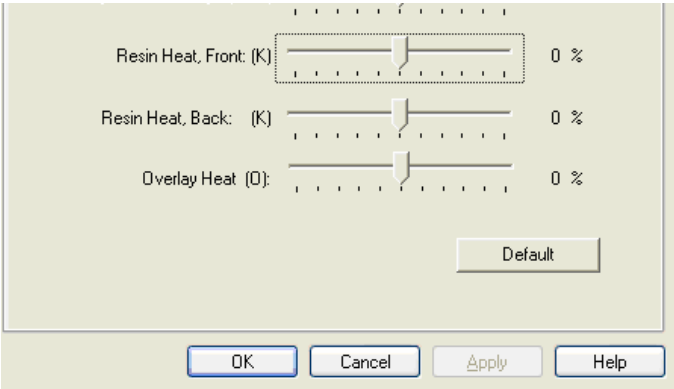 Resin Heat, Front: (K) 0 %
Resin Heat, Back: (K) 0 %
Overlay Heat (O): 0 %
Default
OK Cancel Apply Help